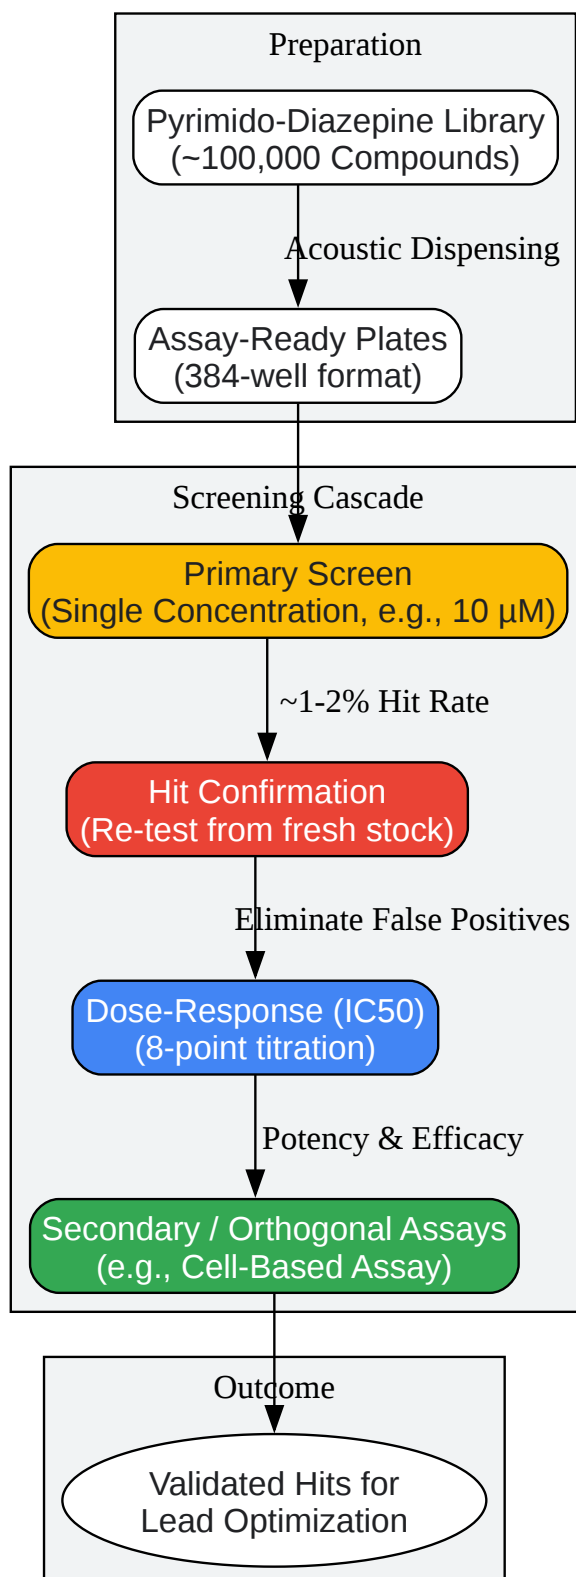 Preparation
Pyrimido-Diazepine Library
(~100,000 Compounds)
Acoustic Dispensing
Assay-Ready Plates
(384-well format)
Screening Cascade
Primary Screen
(Single Concentration, e.g., 10 µM)
~1-2% Hit Rate
Hit Confirmation
(Re-test from fresh stock)
Eliminate False Positives
Dose-Response (IC50)
(8-point titration)
Potency & Efficacy
Secondary / Orthogonal Assays
(e.g., Cell-Based Assay)
Outcome
Validated Hits for
Lead Optimization